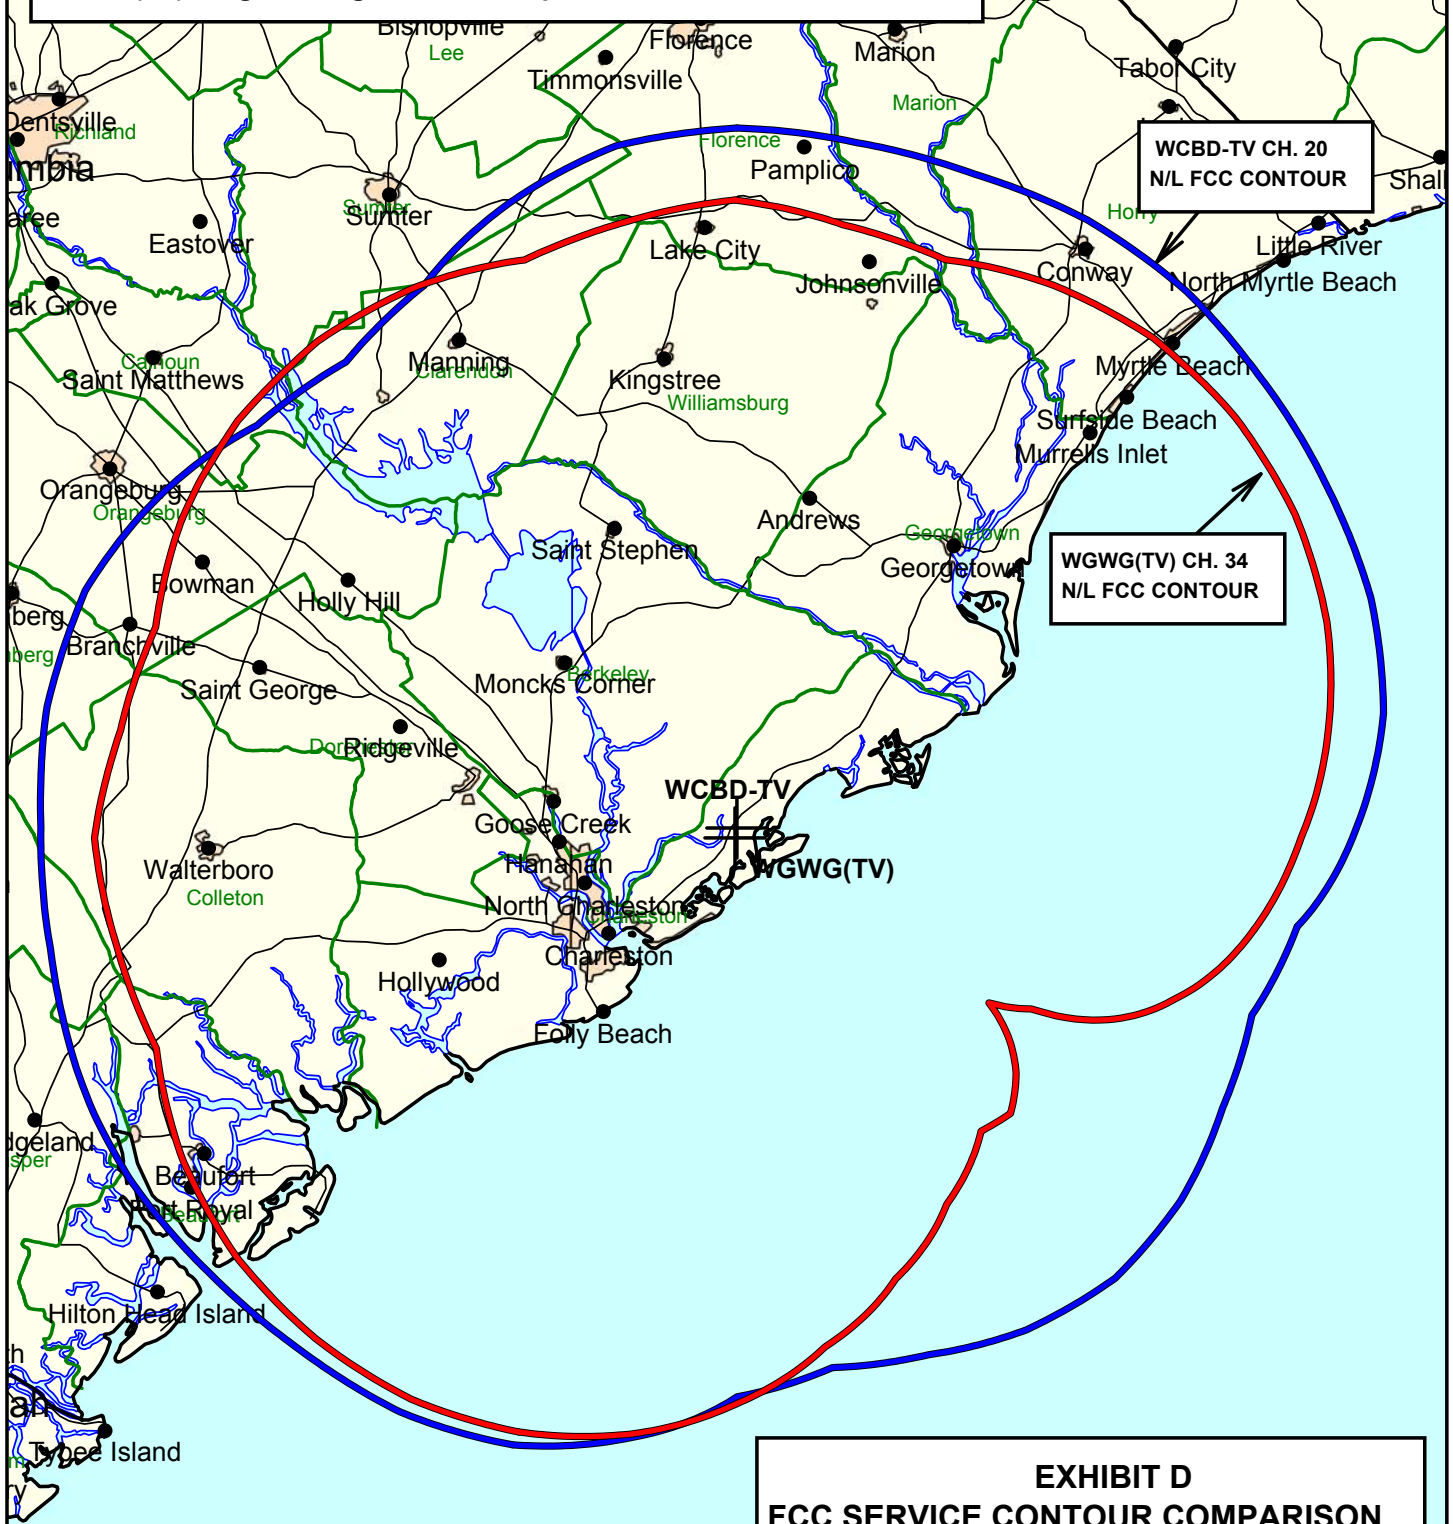 Bishopville
Lee
Florence
Marion
Timmonsville
Tabor City
Marion
Dentsville
Richland
Florence
Pamplico
WCBD-TV CH. 20
N/L FCC CONTOUR
Sumter
Sumter
Horry
Eastover
Lake City
Little River
Conway
Johnsonville
North Myrtle Beach
Manning
Clarendon
Calhoun
Saint Matthews
Kingstree
Myrtle Beach
Williamsburg
Surfside Beach
Murrells Inlet
Orangeburg
Orangeburg
Andrews
Georgetown
Georgetown
Saint Stephen
WGWG(TV) CH. 34
N/L FCC CONTOUR
Bowman
Holly Hill
Branchville
Saint George
Moncks Corner
Berkeley
Dorchester
Ridgeville
WCBD-TV
Goose Creek
Hanahan
WGWG(TV)
Walterboro
Colleton
North Charleston
Charleston
Charleston
Hollywood
Folly Beach
Beaufort
Port Royal
Beaufort
Hilton Head Island
Tybee Island
EXHIBIT D
FCC SERVICE CONTOUR COMPARISON